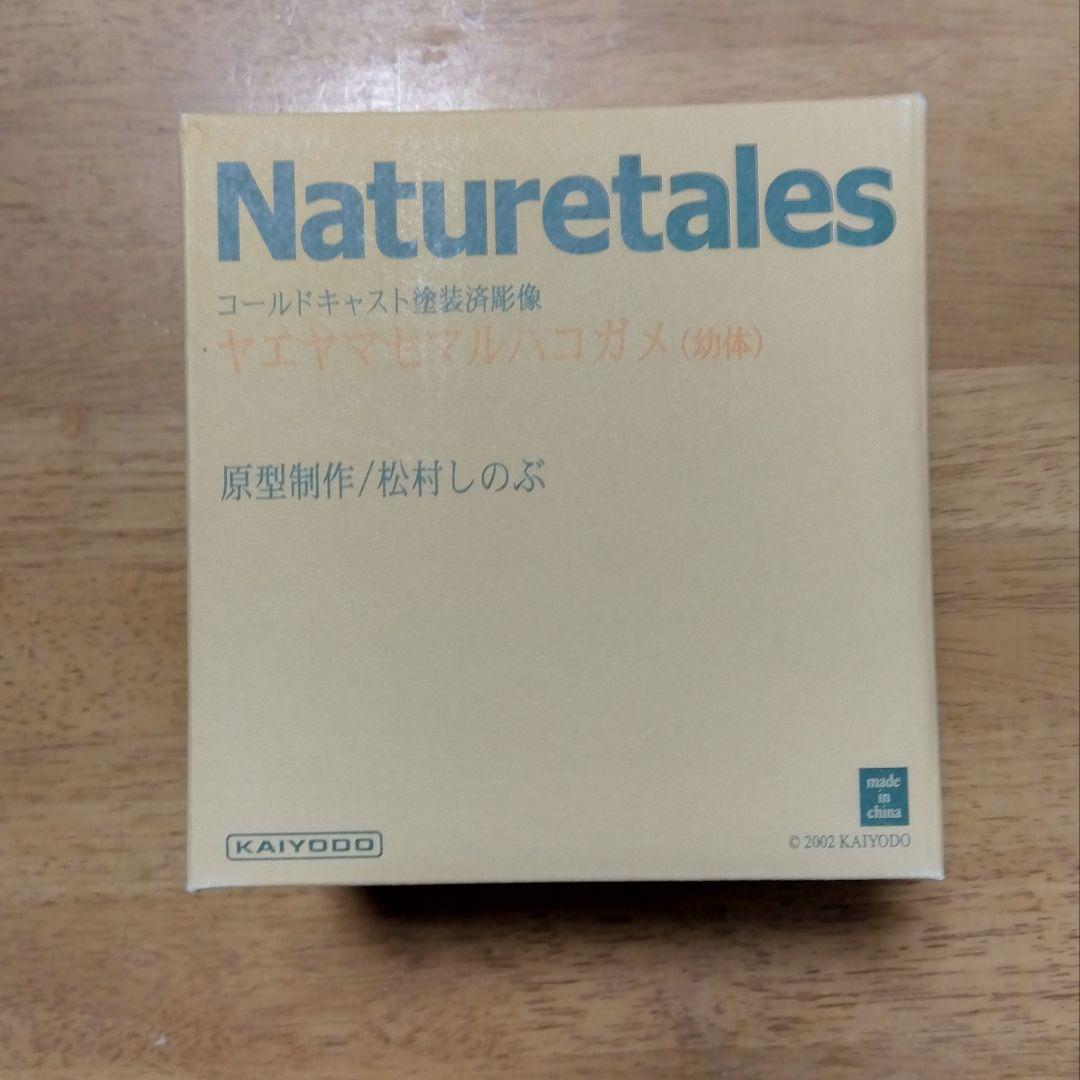 Naturetales
コールドキャスト塗装済彫像
ヤエヤマセマルハコガメ(幼体)
原型制作/松村しのぶ
made
in
china
KAIYODO
© 2002 KAIYODO